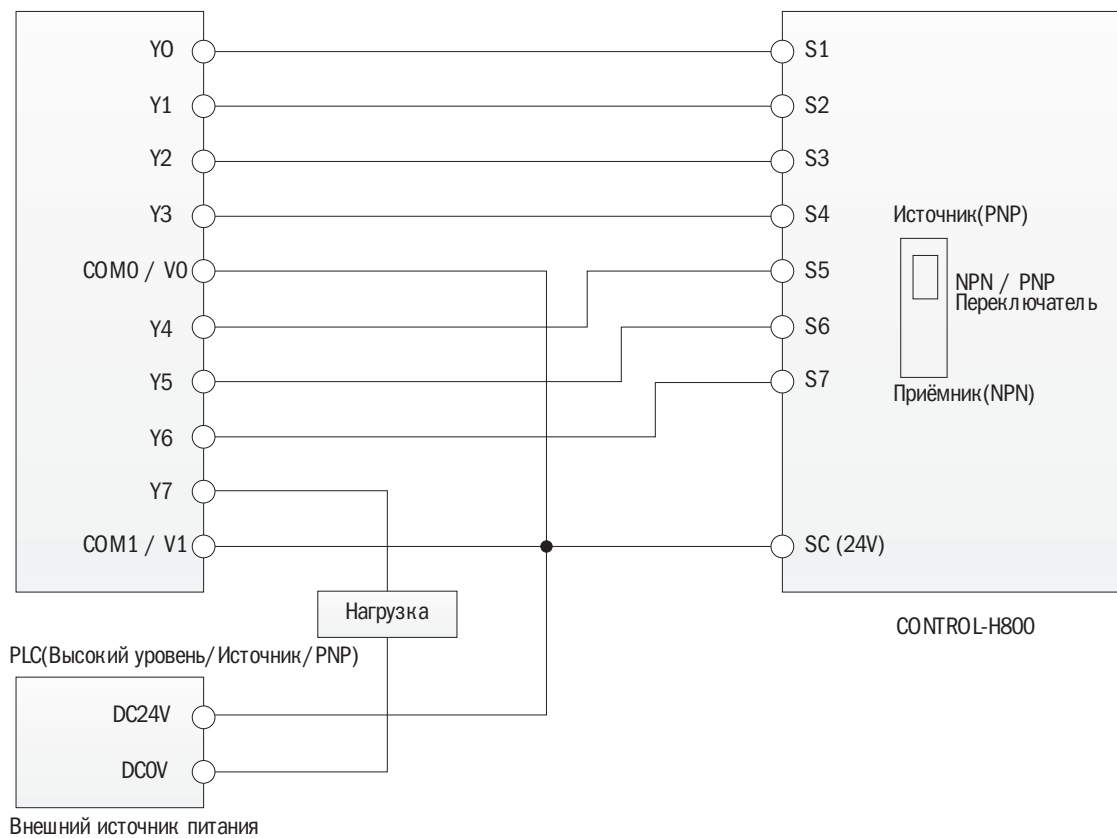 Y0
Y1
Y2
Y3
COM0 / V0
Y4
Y5
Y6
Y7
COM1 / V1
PLC(Высокий уровень/Источник/PNP)
Нагрузка
DC24V
DC0V
Внешний источник питания
S1
S2
S3
S4
S5
S6
S7
SC (24V)
Источник(PNP)
NPN / PNP
Переключатель
Приёмник(NPN)
CONTROL-H800